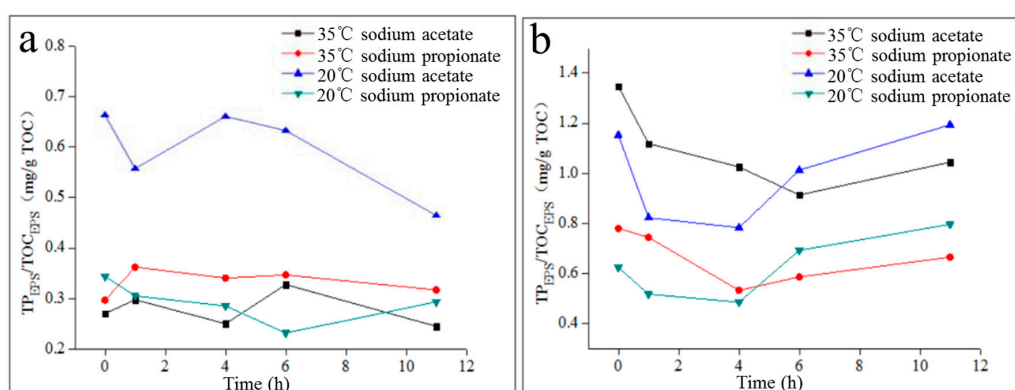 a
35℃ sodium acetate
35℃ sodium propionate
20℃ sodium acetate
20℃ sodium propionate
TP_EPS/TOC_EPS (mg/g TOC)
0.8
0.7
0.6
0.5
0.4
0.3
0.2
0 2 4 6 8 10 12
Time (h)
b
35℃ sodium acetate
35℃ sodium propionate
20℃ sodium acetate
20℃ sodium propionate
TP_EPS/TOC_EPS (mg/g TOC)
1.4
1.2
1.0
0.8
0.6
0.4
0 2 4 6 8 10 12
Time (h)